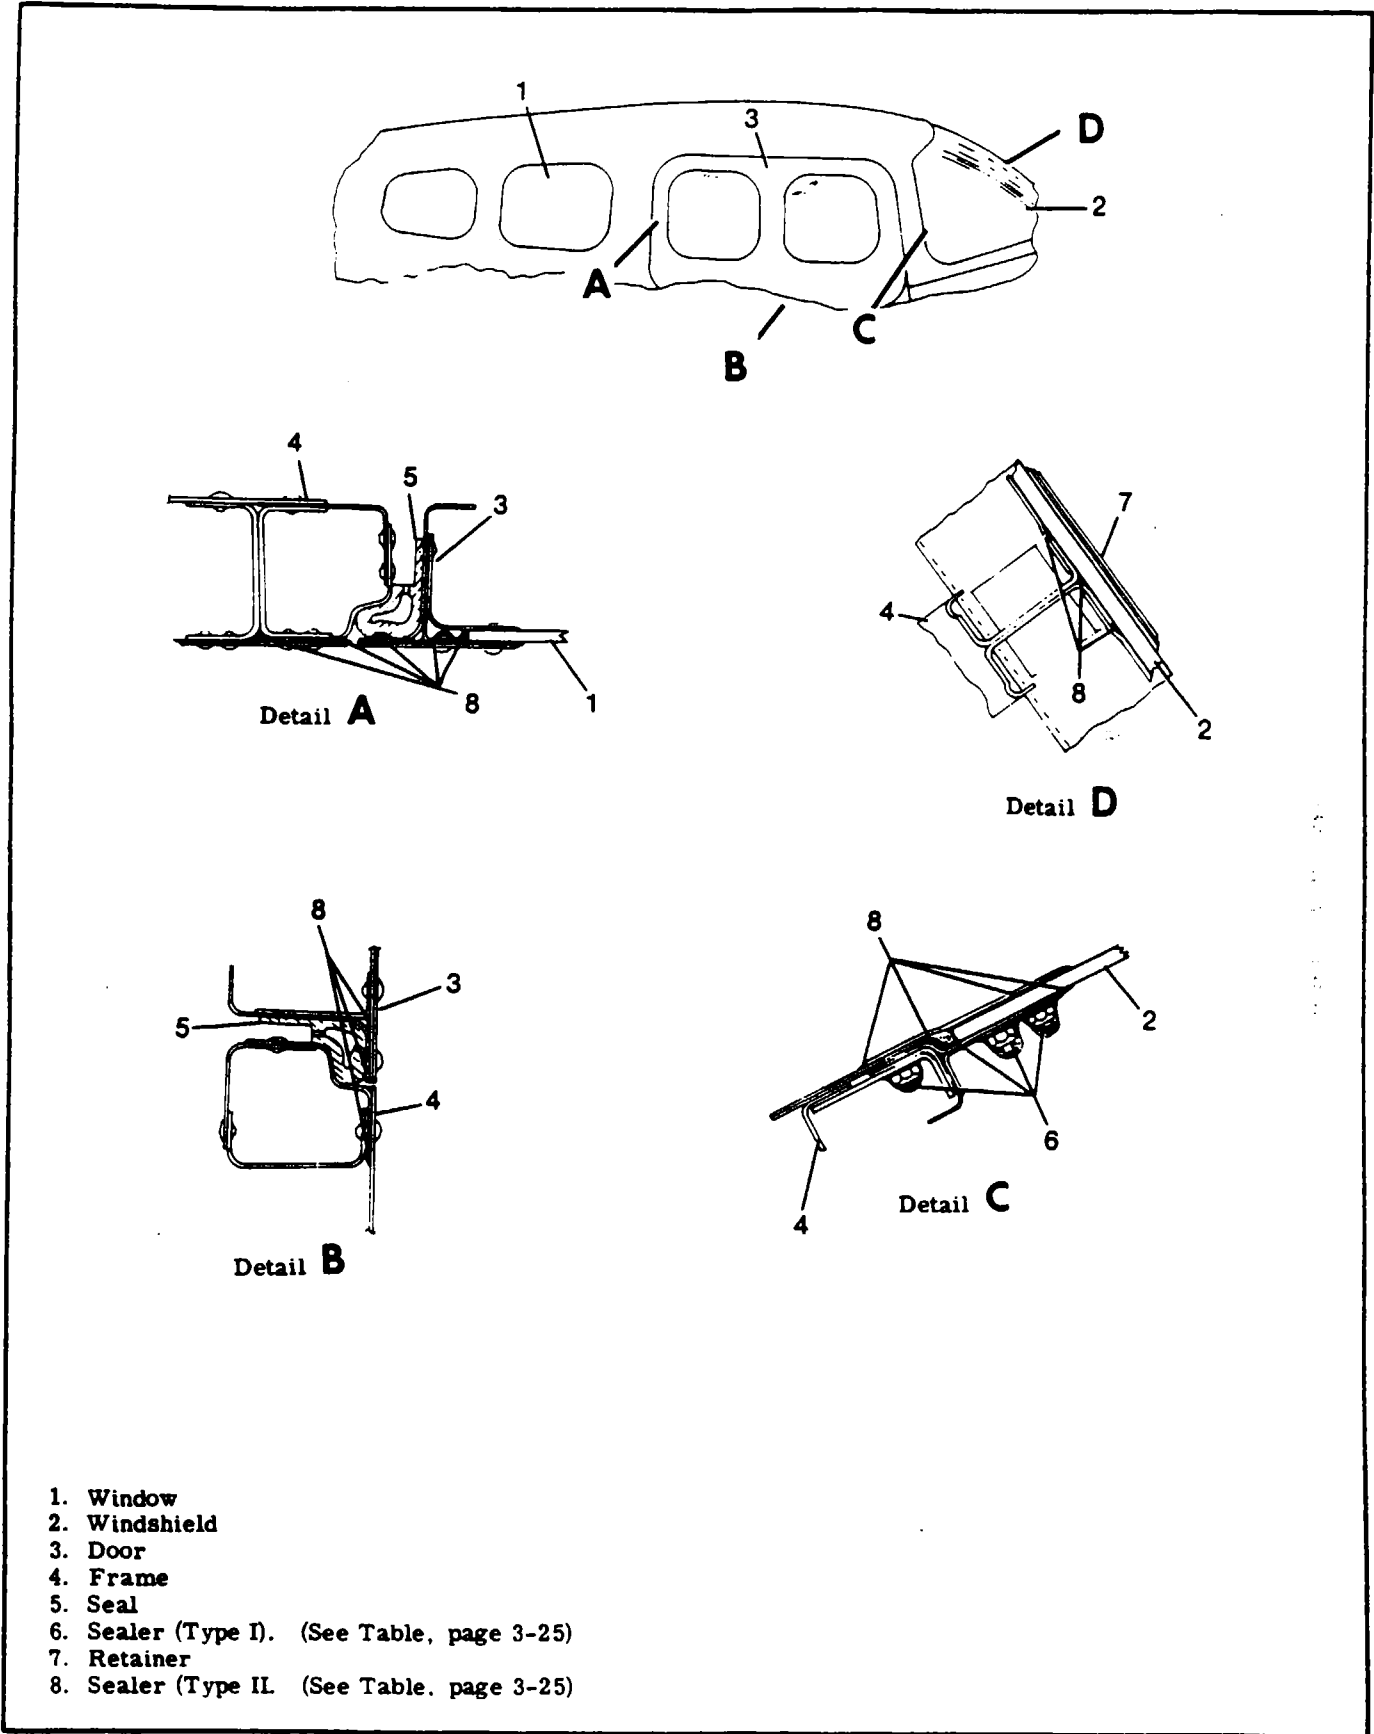 1
3
D
2
A
C
B
4
5
3
8
1
Detail A
7
4
8
2
Detail D
8
3
5
4
Detail B
8
2
6
4
Detail C
1. Window
2. Windshield
3. Door
4. Frame
5. Seal
6. Sealer (Type I). (See Table, page 3-25)
7. Retainer
8. Sealer (Type II. (See Table. page 3-25)